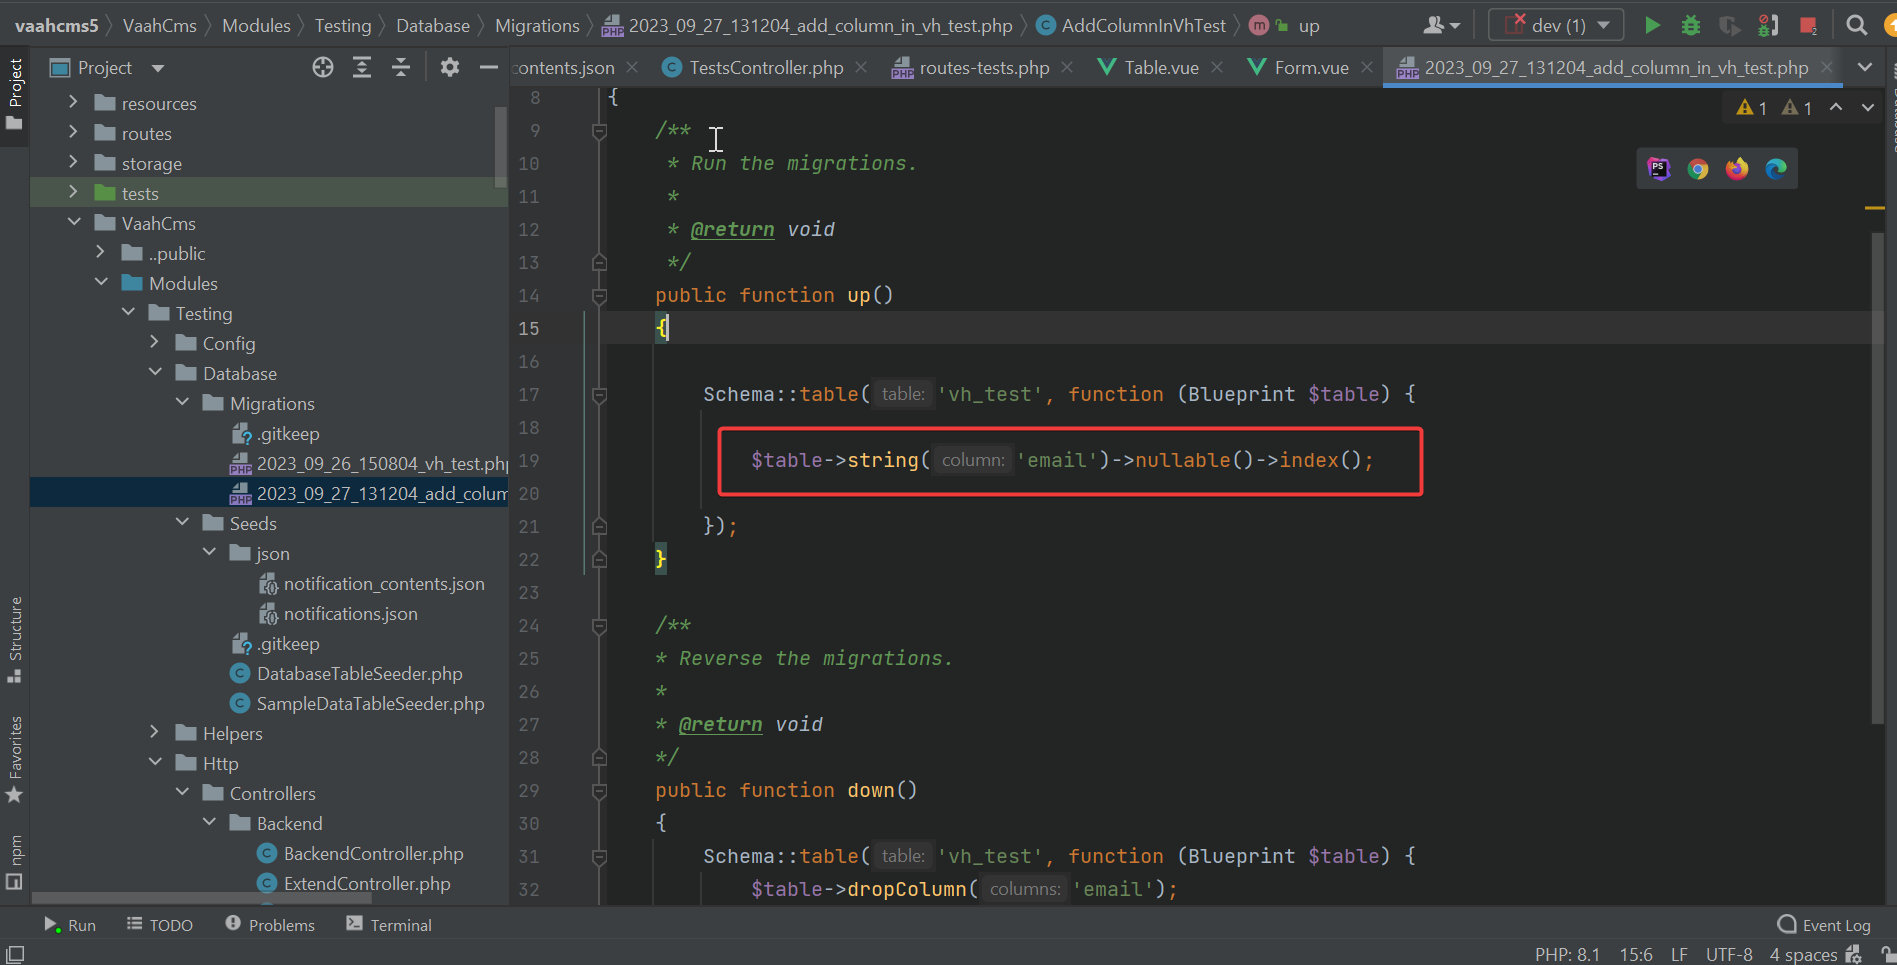 vaahcms5 VaahCms Modules Testing Database Migrations 2023_09_27_131204_add_column_in_vh_test.php AddColumnInVhTest m up dev (1)
Project contents.json TestsController.php routes-tests.php Table.vue Form.vue 2023_09_27_131204_add_column_in_vh_test.php
Project
Structure
Favorites
npm
resources
routes
storage
tests
VaahCms
..public
Modules
Testing
Config
Database
Migrations
.gitkeep
2023_09_26_150804_vh_test.php
2023_09_27_131204_add_colum
Seeds
json
notification_contents.json
notifications.json
.gitkeep
DatabaseTableSeeder.php
SampleDataTableSeeder.php
Helpers
Http
Controllers
Backend
BackendController.php
ExtendController.php
1 1
8 {
9 /**
10 * Run the migrations.
11 *
12 * @return void
13 */
14 public function up()
15 {
16
17 Schema::table( table: 'vh_test', function (Blueprint $table) {
18
19 $table->string( column: 'email')->nullable()->index();
20
21 });
22 }
23
24 /**
25 * Reverse the migrations.
26 *
27 * @return void
28 */
29 public function down()
30 {
31 Schema::table( table: 'vh_test', function (Blueprint $table) {
32 $table->dropColumn( columns: 'email');
Run TODO Problems Terminal Event Log
PHP: 8.1 15:6 LF UTF-8 4 spaces